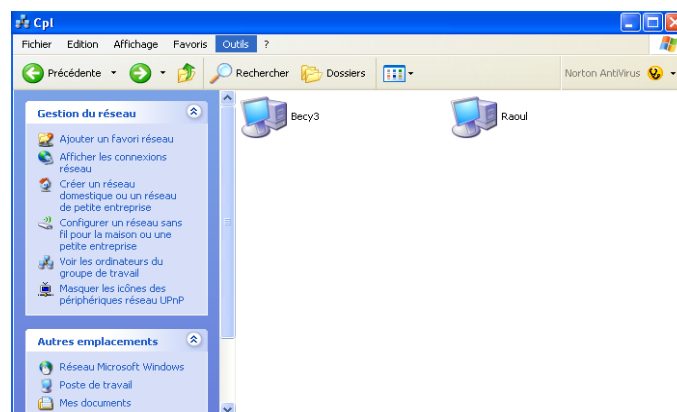 Cpl
Fichier Edition Affichage Favoris Outils ?
Précédente Rechercher Dossiers Norton AntiVirus
Gestion du réseau
Ajouter un favori réseau
Afficher les connexions
réseau
Créer un réseau
domestique ou un réseau
de petite entreprise
Configurer un réseau sans
fil pour la maison ou une
petite entreprise
Voir les ordinateurs du
groupe de travail
Masquer les icônes des
périphériques réseau UPnP
Autres emplacements
Réseau Microsoft Windows
Poste de travail
Mes documents
Becy3 Raoul